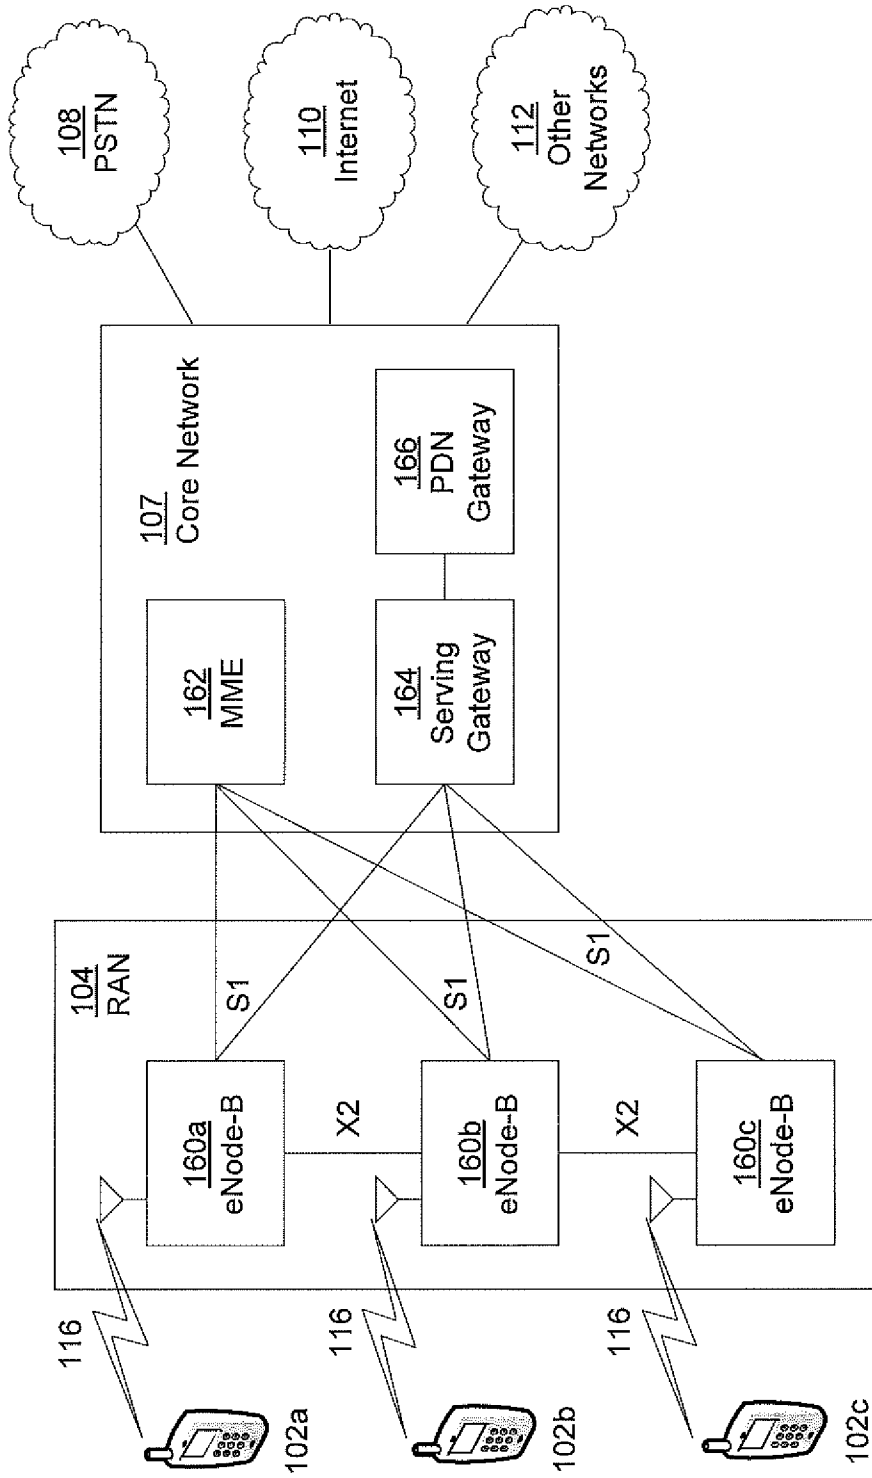 102a
102b
102c
116
116
116
104
RAN
160a
eNode-B
X2
160b
eNode-B
X2
160c
eNode-B
S1
S1
S1
107
Core Network
162
MME
164
Serving
Gateway
166
PDN
Gateway
108
PSTN
110
Internet
112
Other
Networks